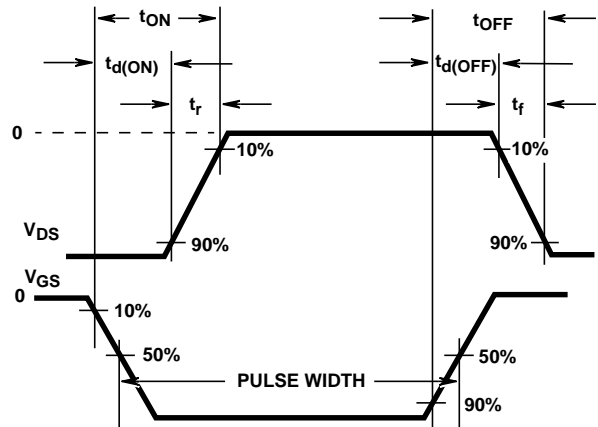 tON tOFF
td(ON) td(OFF)
tr tf
0
10% 10%
VDS
90% 90%
VGS
0
10%
50% 50%
PULSE WIDTH
90%